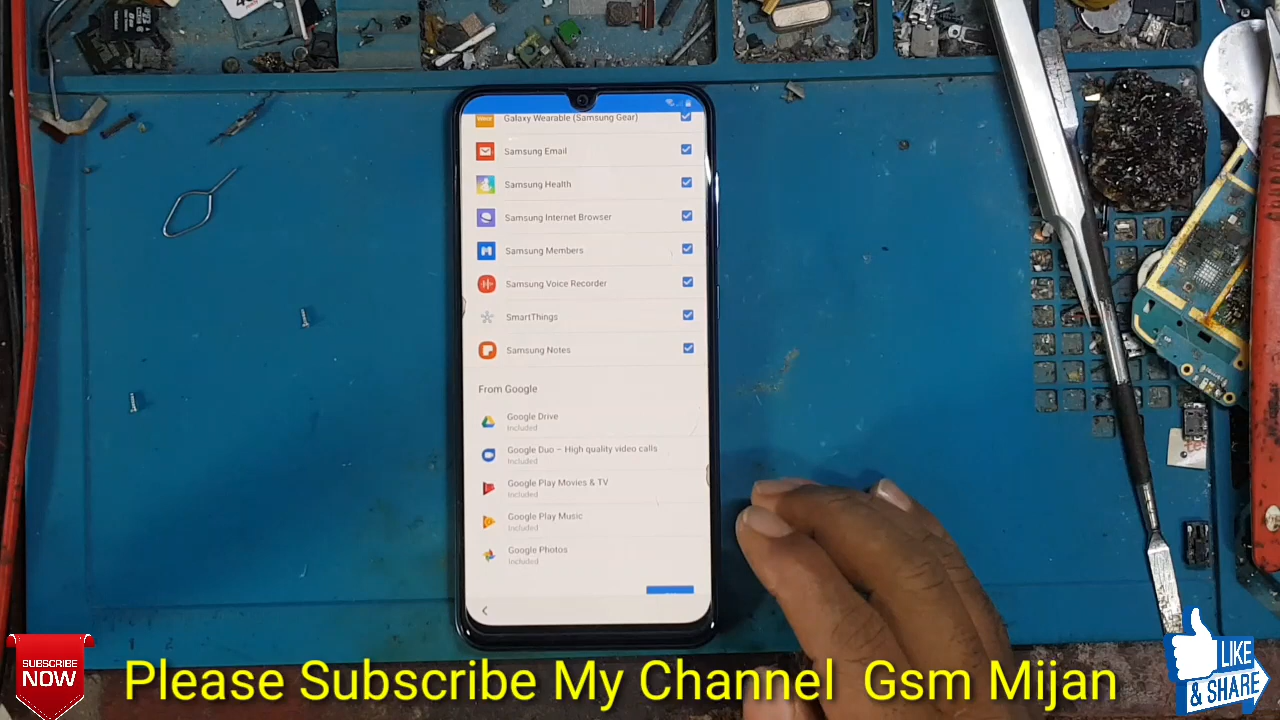 Galaxy Wearable (Samsung Gear)
Samsung Email
Samsung Health
Samsung Internet Browser
Samsung Members
Samsung Voice Recorder
SmartThings
Samsung Notes
From Google
Google Drive
Included
Google Duo – High quality video calls
Included
Google Play Movies & TV
Included
Google Play Music
Included
Google Photos
Included
SUBSCRIBE
NOW
Please Subscribe My Channel Gsm Mijan
LIKE
& SHARE